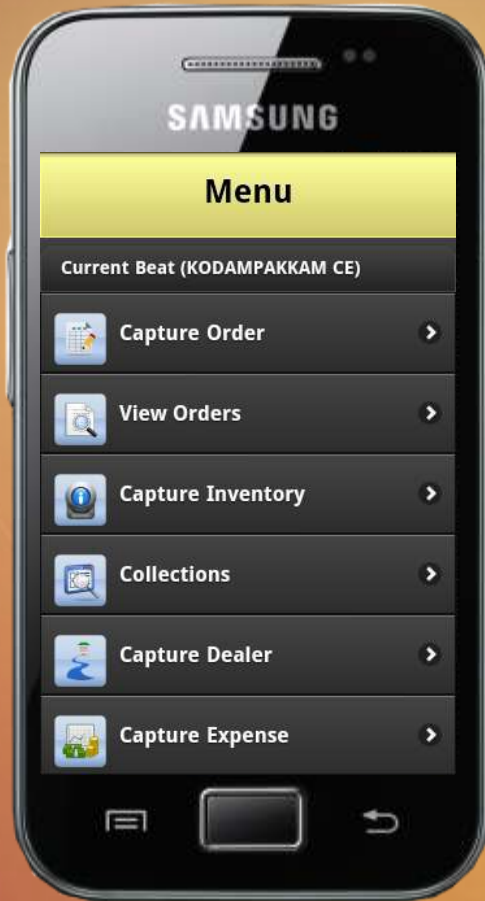 SAMSUNG
Menu
Current Beat (KODAMPAKKAM CE)
Capture Order
View Orders
Capture Inventory
Collections
Capture Dealer
Capture Expense